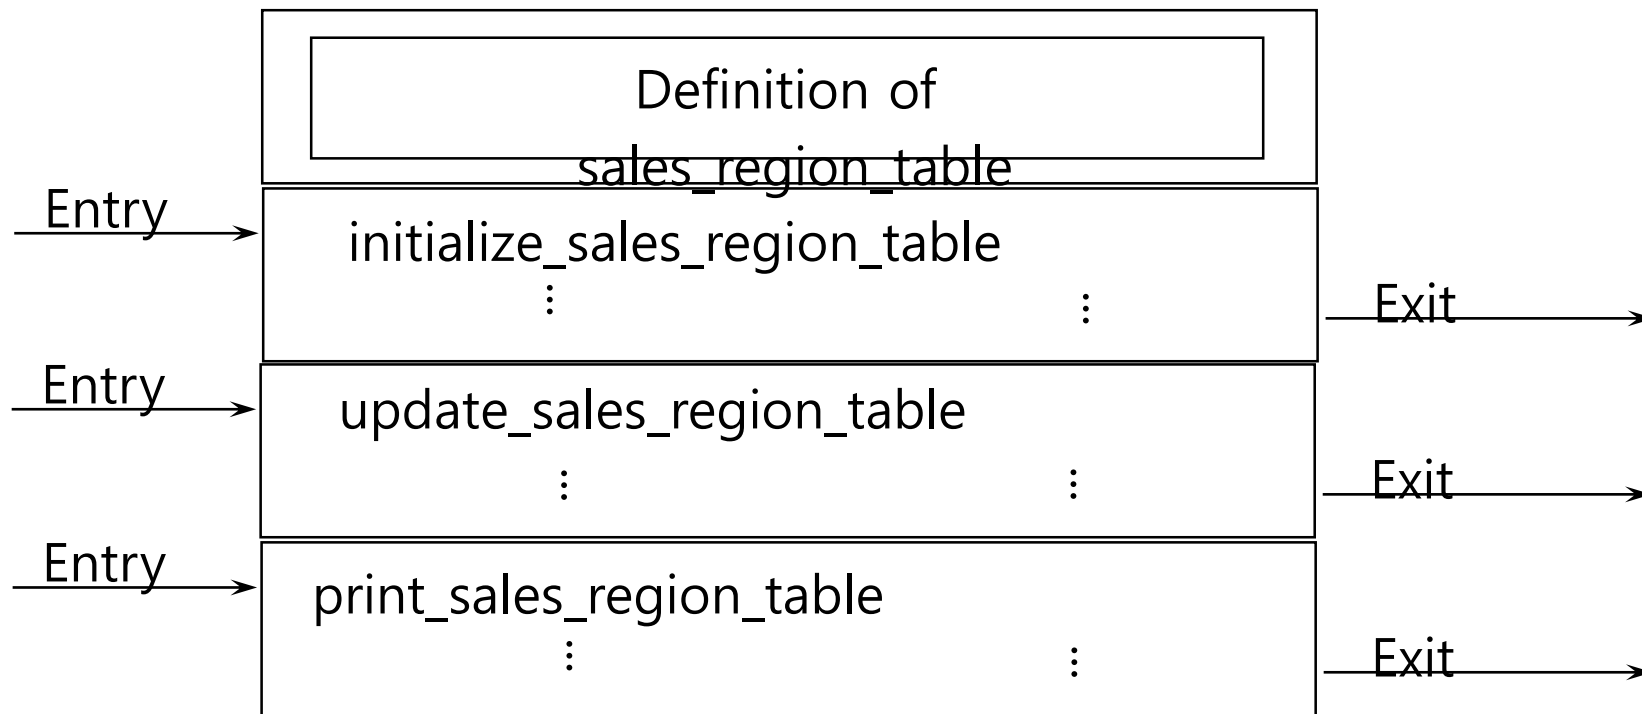 Definition of
sales_region_table
Entry
initialize_sales_region_table
⋮ ⋮
Exit
Entry
update_sales_region_table
⋮ ⋮
Exit
Entry
print_sales_region_table
⋮ ⋮
Exit